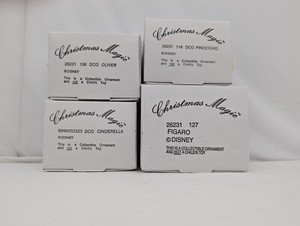 Christmas Magic
26231 136 DCO OLIVER
©DISNEY
This is a Collectible Ornament
and not a Child's Toy
Christmas Magic
26231 116 DCO PINOCCHIO
©DISNEY
This is a Collectible Ornament
and not a Child's Toy
Christmas Magic
DCO CINDERELLA
©DISNEY
This is a Collectible Ornament
and not a Child's Toy
Christmas Magic
26231 127
FIGARO
©DISNEY
THIS IS A COLLECTIBLE ORNAMENT
AND NOT A CHILD'S TOY